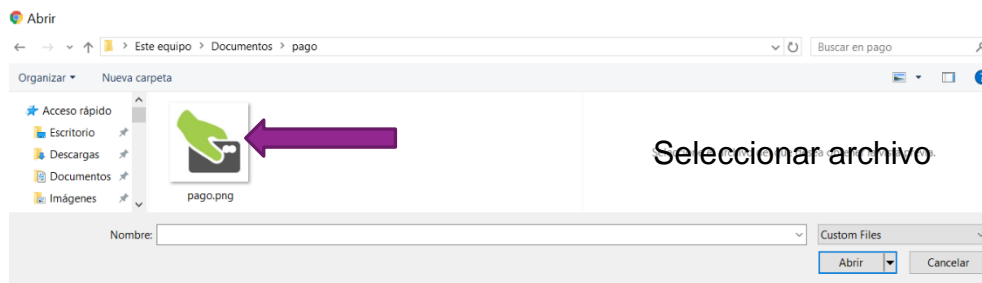 Abrir
Este equipo > Documentos > pago
Buscar en pago
Organizar
Nueva carpeta
Acceso rápido
Escritorio
Descargas
Documentos
Imágenes
pago.png
Seleccionar archivo
Nombre:
Custom Files
Abrir
Cancelar